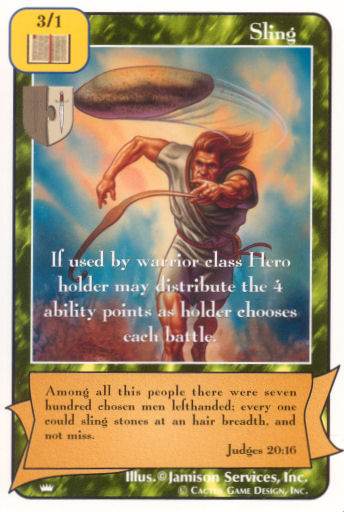 3/1
Sling
If used by warrior class Hero
holder may distribute the 4
ability points as holder chooses
each battle.
Among all this people there were seven
hundred chosen men lefthanded; every one
could sling stones at an hair breadth, and
not miss.
Judges 20:16
Illus. © Jamison Services, Inc.
© Cactus Game Design, Inc.